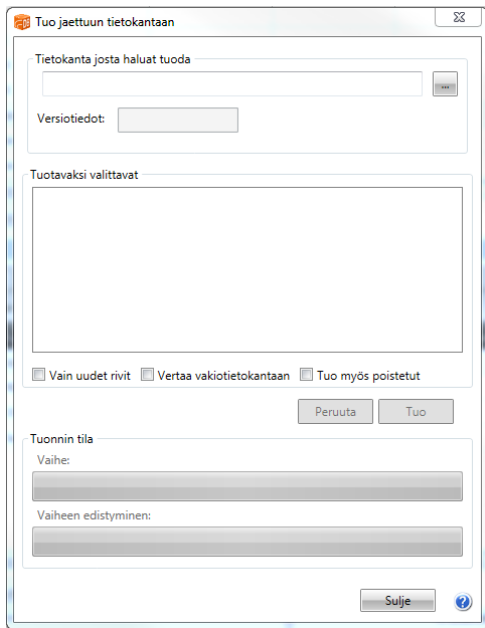 Tuo jaettuun tietokantaan
Tietokanta josta haluat tuoda
...
Versiotiedot:
Tuotavaksi valittavat
Vain uudet rivit Vertaa vakiotietokantaan Tuo myös poistetut
Peruuta Tuo
Tuonnin tila
Vaihe:
Vaiheen edistyminen:
Sulje ?